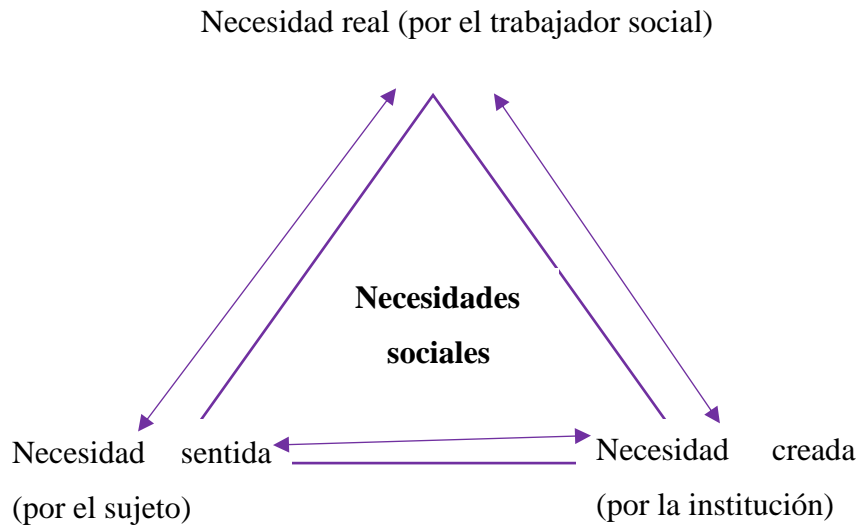 Necesidad real (por el trabajador social)
Necesidades
sociales
Necesidad sentida
(por el sujeto)
Necesidad creada
(por la institución)